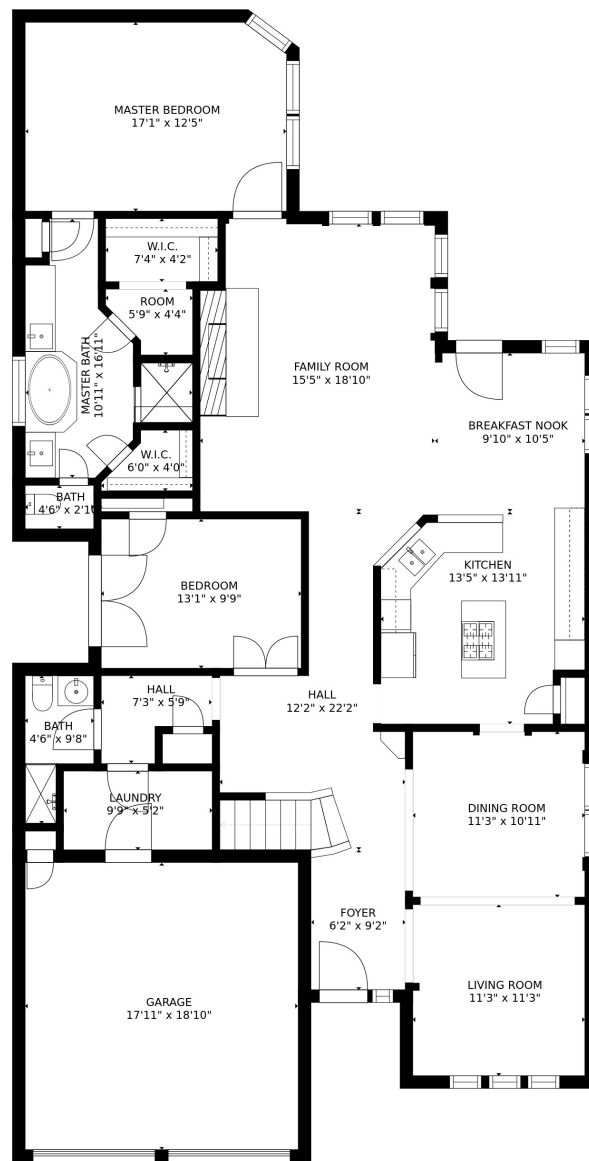 MASTER BEDROOM
17'1" x 12'5"
W.I.C.
7'4" x 4'2"
ROOM
5'9" x 4'4"
MASTER BATH
10'11" x 16'11"
FAMILY ROOM
15'5" x 18'10"
BREAKFAST NOOK
9'10" x 10'5"
W.I.C.
6'0" x 4'0"
BATH
4'6" x 2'1
KITCHEN
13'5" x 13'11"
BEDROOM
13'1" x 9'9"
HALL
7'3" x 5'9"
HALL
12'2" x 22'2"
BATH
4'6" x 9'8"
LAUNDRY
9'9" x 5'2"
DINING ROOM
11'3" x 10'11"
FOYER
6'2" x 9'2"
LIVING ROOM
11'3" x 11'3"
GARAGE
17'11" x 18'10"